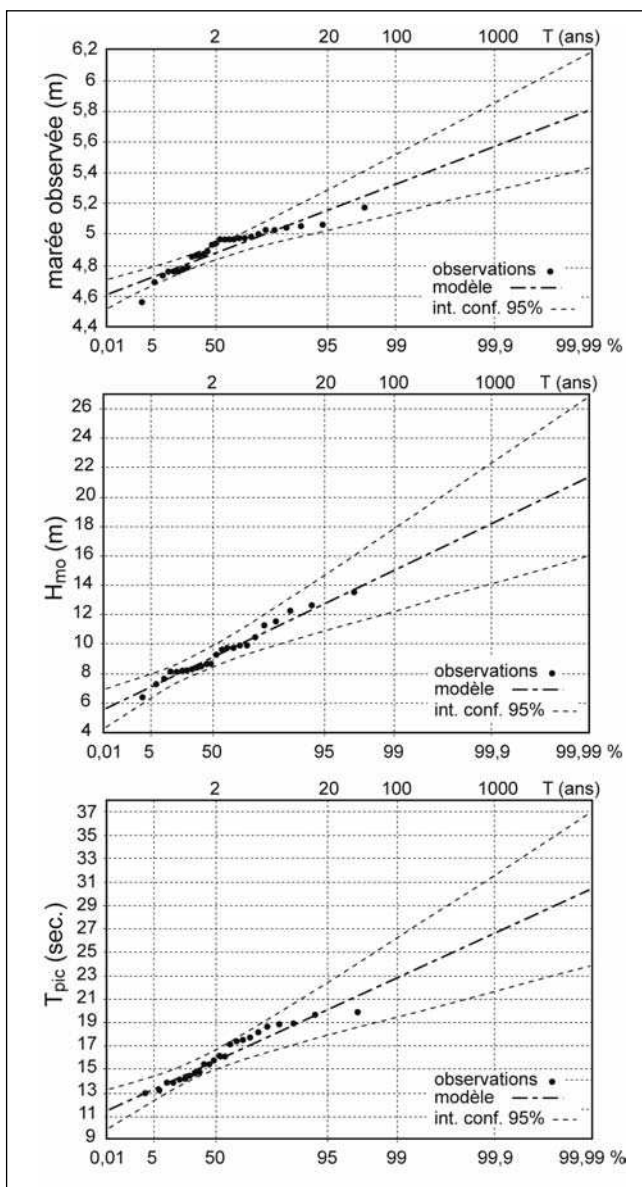 2 20 40 100 1000 T (ans)
6,2
6
5,8
5,6
5,4
5,2
5
4,8
4,6
4,4
marée observée (m)
observations
modèle
int. conf. 95%
0,01 5 50 95 99 99,9 99,99 %
2 20 40 100 1000 T (ans)
26
24
22
20
18
16
14
12
10
8
6
4
Hmo (m)
observations
modèle
int. conf. 95%
0,01 5 50 95 99 99,9 99,99 %
2 20 40 100 1000 T (ans)
37
35
33
31
29
27
25
23
21
19
17
15
13
11
9
Tpic (sec.)
observations
modèle
int. conf. 95%
0,01 5 50 95 99 99,9 99,99 %